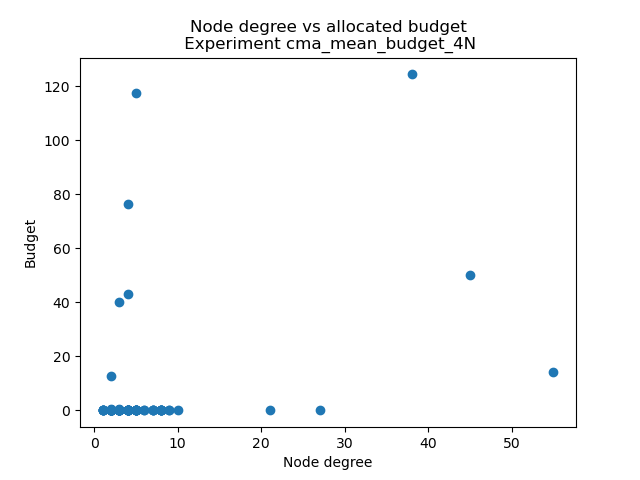 Node degree vs allocated budget
Experiment cma_mean_budget_4N
120
100
80
60
40
20
0
Budget
0 10 20 30 40 50
Node degree